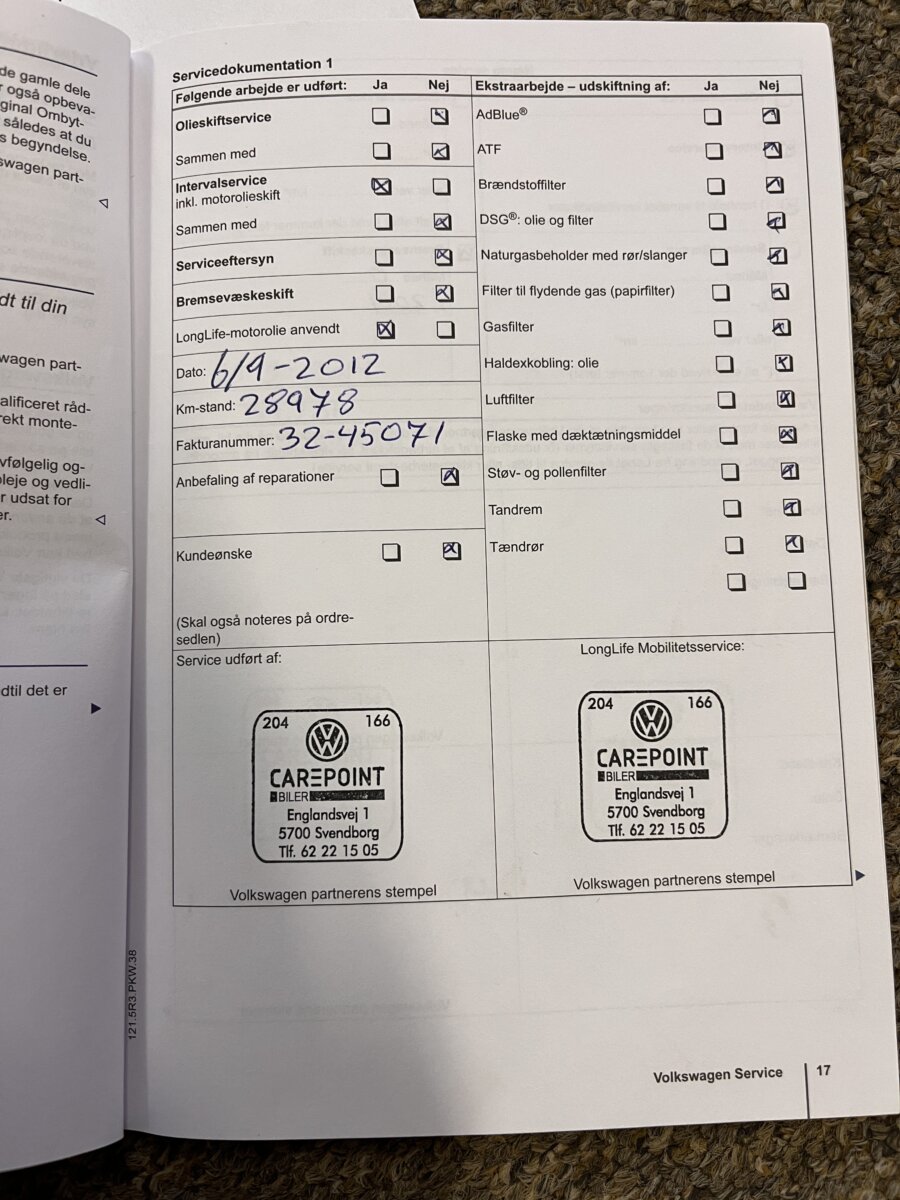 de gamle dele
også opbeva-
ginal Ombyt-
således at du
s begyndelse.
swagen part-
dt til din
wagen part-
alificeret råd-
rekt monte-
vfølgelig og-
leje og vedli-
r udsat for
er.
dtil det er
Servicedokumentation 1
Følgende arbejde er udført: Ja Nej
Olieskiftservice
Sammen med
Intervalservice
inkl. motorolieskift
Sammen med
Serviceeftersyn
Bremsevæskeskift
LongLife-motorolie anvendt
Dato: 6/9-2012
Km-stand: 28978
Fakturanummer: 32-45071
Anbefaling af reparationer
Kundeønske
(Skal også noteres på ordre-
sedlen)
Ekstraarbejde – udskiftning af: Ja Nej
AdBlue®
ATF
Brændstoffilter
DSG®: olie og filter
Naturgasbeholder med rør/slanger
Filter til flydende gas (papirfilter)
Gasfilter
Haldexkobling: olie
Luftfilter
Flaske med dæktætningsmiddel
Støv- og pollenfilter
Tandrem
Tændrør
Service udført af:
204 166
CAREPOINT
BILER
Englandsvej 1
5700 Svendborg
Tlf. 62 22 15 05
Volkswagen partnerens stempel
LongLife Mobilitetsservice:
204 166
CAREPOINT
BILER
Englandsvej 1
5700 Svendborg
Tlf. 62 22 15 05
Volkswagen partnerens stempel
121.5R3.PKW.38
Volkswagen Service 17